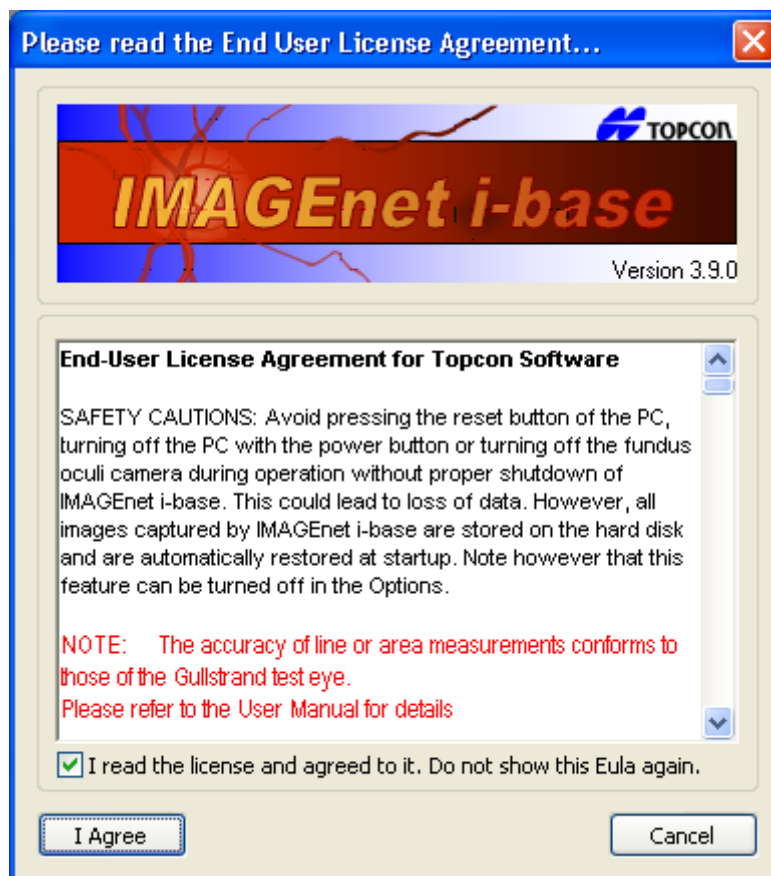 Please read the End User License Agreement...
TOPCON
IMAGEnet i-base
Version 3.9.0
End-User License Agreement for Topcon Software
SAFETY CAUTIONS: Avoid pressing the reset button of the PC,
turning off the PC with the power button or turning off the fundus
oculi camera during operation without proper shutdown of
IMAGEnet i-base. This could lead to loss of data. However, all
images captured by IMAGEnet i-base are stored on the hard disk
and are automatically restored at startup. Note however that this
feature can be turned off in the Options.
NOTE: The accuracy of line or area measurements conforms to
those of the Gullstrand test eye.
Please refer to the User Manual for details
I read the license and agreed to it. Do not show this Eula again.
I Agree
Cancel